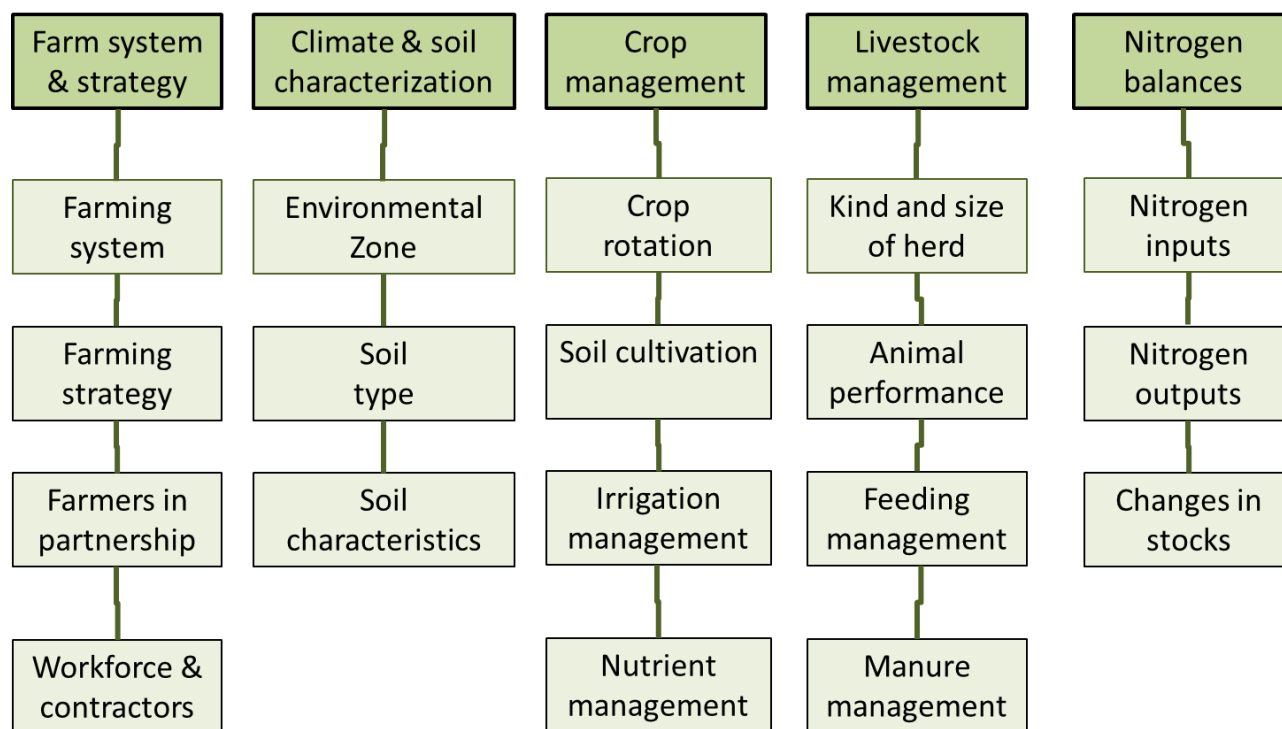 Farm system
& strategy
Farming
system
Farming
strategy
Farmers in
partnership
Workforce &
contractors
Climate & soil
characterization
Environmental
Zone
Soil
type
Soil
characteristics
Crop
management
Crop
rotation
Soil cultivation
Irrigation
management
Nutrient
management
Livestock
management
Kind and size
of herd
Animal
performance
Feeding
management
Manure
management
Nitrogen
balances
Nitrogen
inputs
Nitrogen
outputs
Changes in
stocks